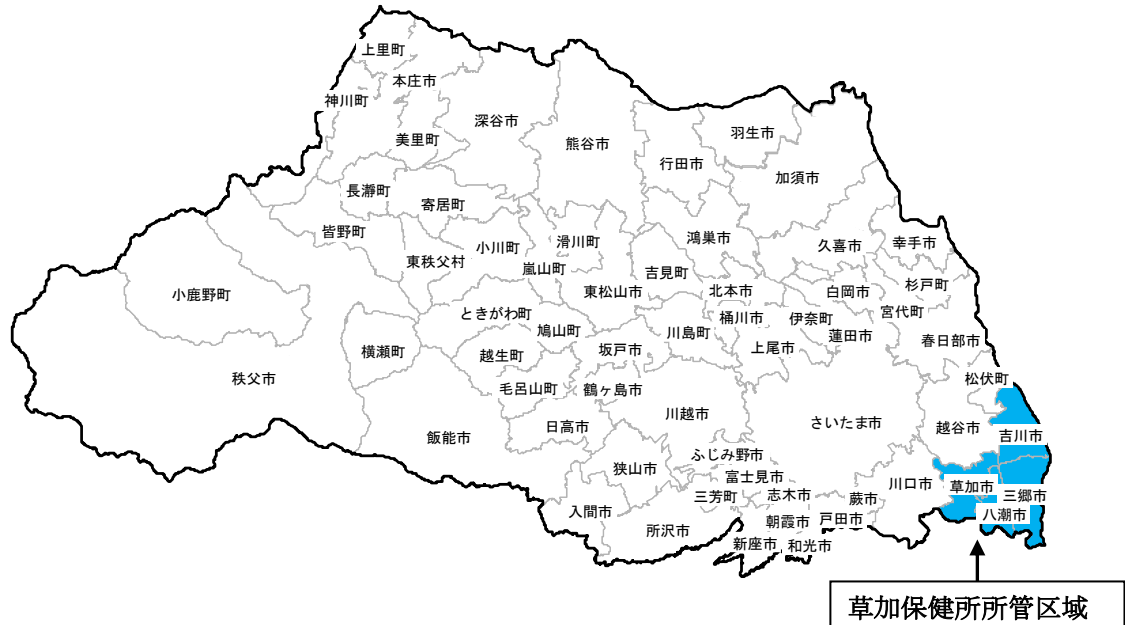 上里町
本庄市
神川町
美里町
深谷市
熊谷市
行田市
羽生市
加須市
長瀞町
寄居町
皆野町
東秩父村
小川町
嵐山町
滑川町
東松山市
吉見町
鴻巣市
北本市
久喜市
幸手市
杉戸町
白岡市
宮代町
小鹿野町
ときがわ町
鳩山町
川島町
桶川市
伊奈町
蓮田市
上尾市
春日部市
横瀬町
越生町
坂戸市
松伏町
秩父市
毛呂山町
鶴ヶ島市
川越市
さいたま市
越谷市
吉川市
飯能市
日高市
ふじみ野市
狭山市
富士見市
三芳町
志木市
蕨市
川口市
草加市
三郷市
八潮市
入間市
所沢市
朝霞市
戸田市
新座市
和光市
草加保健所所管区域